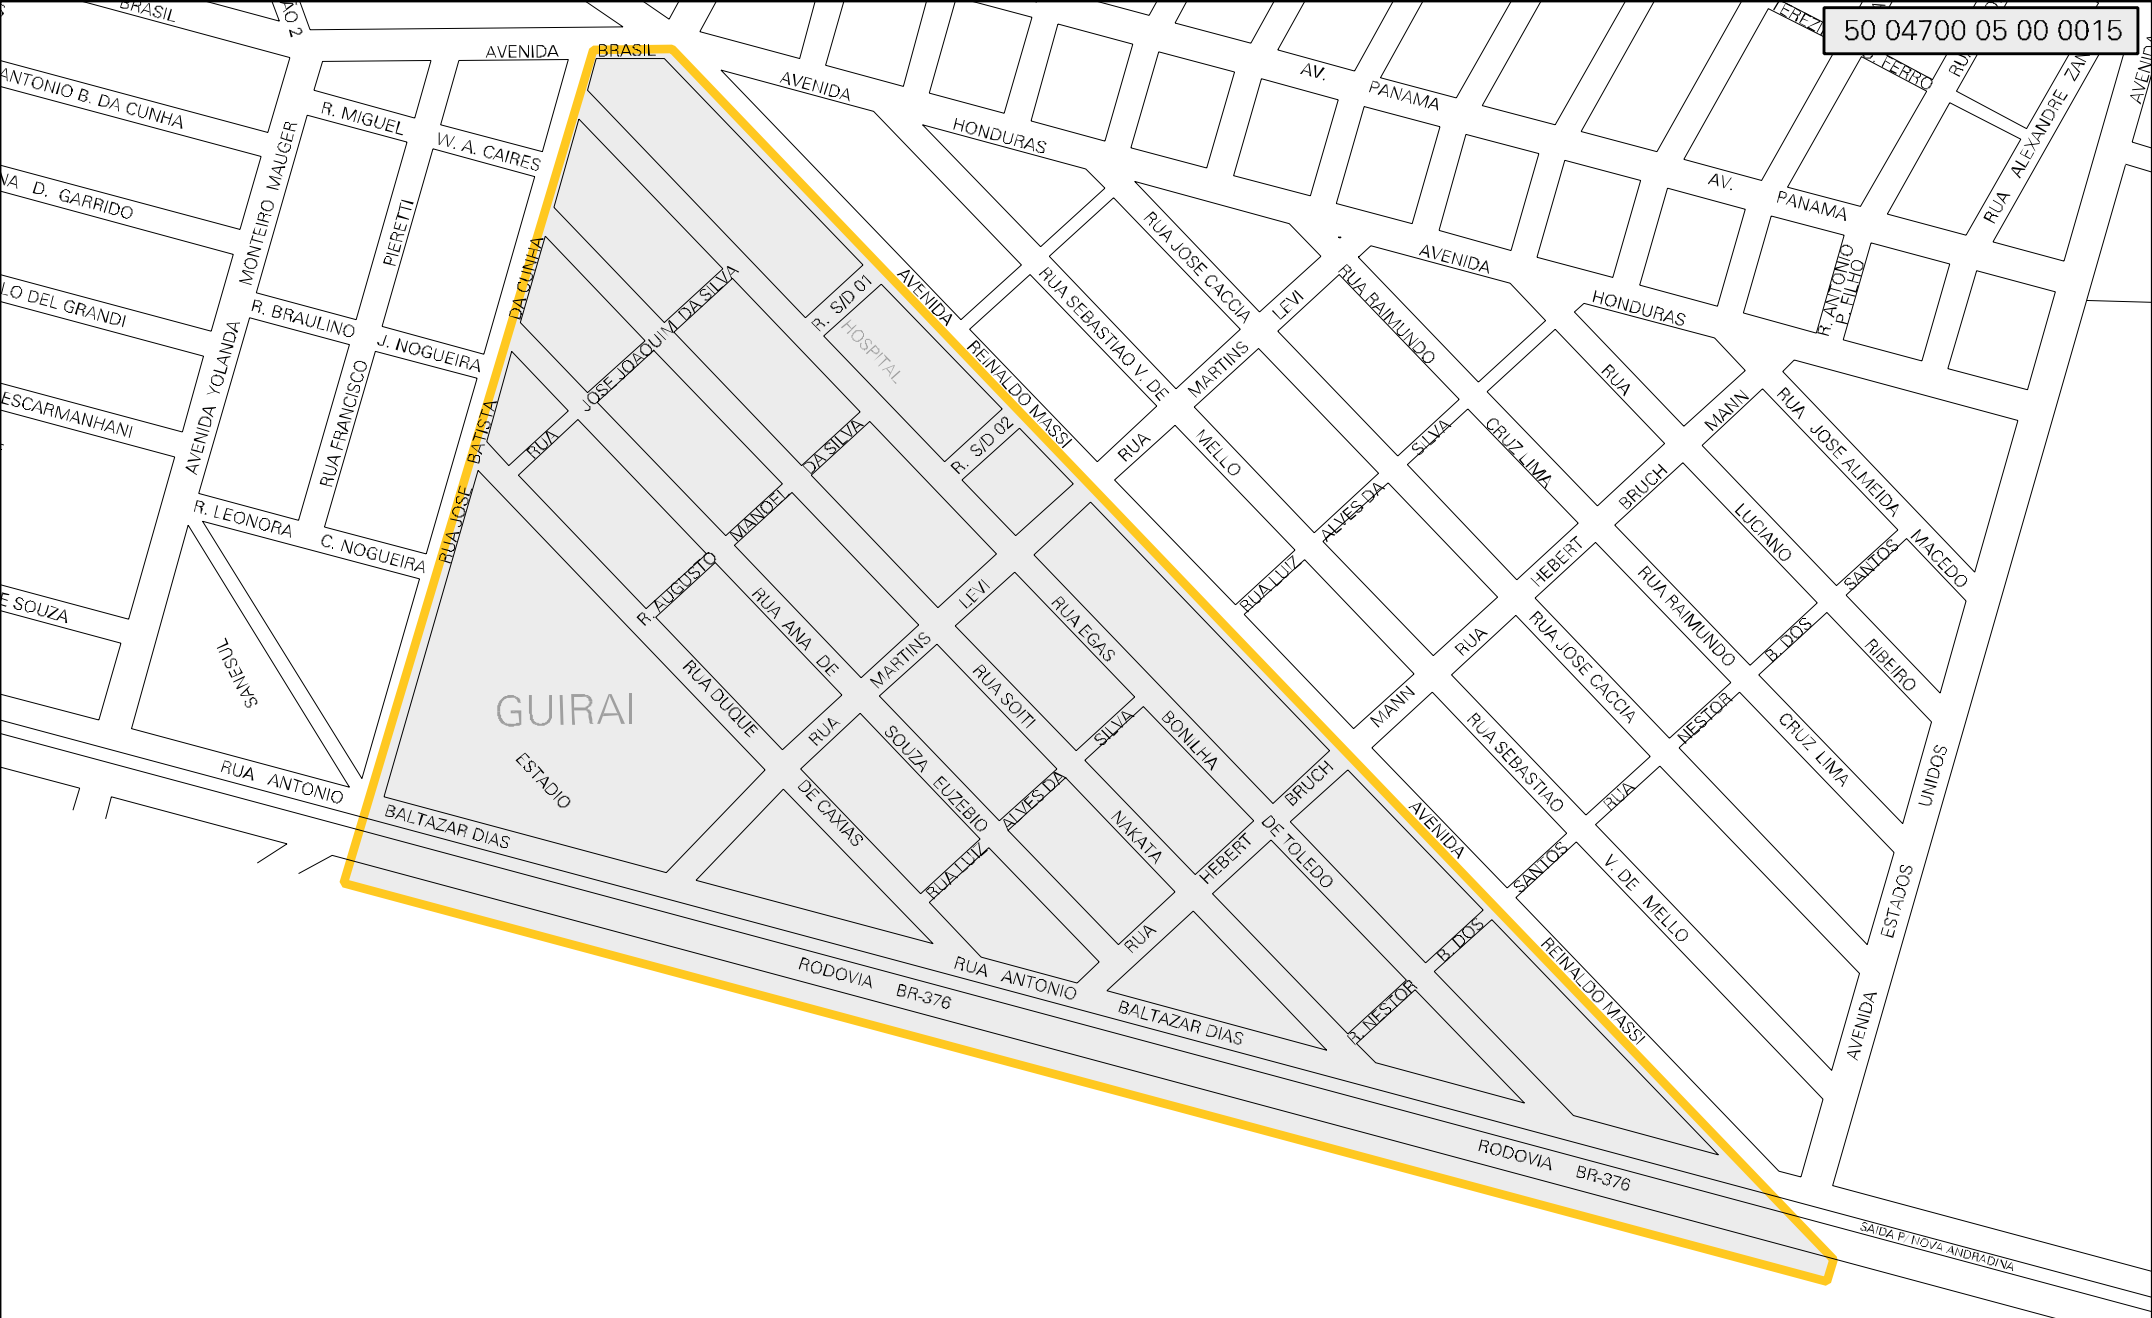 50 04700 05 00 0015
BRASIL
ANTONIO B. DA CUNHA
D. GARRIDO
LO DEL GRANDI
ESCARMANHANI
E SOUZA
SANESUL
AVENIDA YOLANDA MONTEIRO MAUGER
R. MIGUEL
W. A. CAIRES
RUA FRANCISCO PIERETTI
R. BRAULINO
J. NOGUEIRA
R. LEONORA
C. NOGUEIRA
AVENIDA BRASIL
RUA JOSE BATISTA DA CUNHA
RUA JOSE JOAQUIM DA SILVA
R. S/D 01
HOSPITAL
R. S/D 02
R. AUGUSTO MANOEL DA SILVA
RUA MARTINS LEVI
GUIRAI
ESTADIO
RUA DUQUE DE CAXIAS
RUA ANA DE SOUZA EUZEBIO
RUA SOITI NAKATA
RUA EGAS BONILHA DE TOLEDO
RUA LUIZ ALVES DA SILVA
RUA HEBERT BRUCH
R. NESTOR B. DOS
RUA ANTONIO BALTAZAR DIAS
RUA ANTONIO BALTAZAR DIAS
RODOVIA BR-376
RODOVIA BR-376
SAIDA P/ NOVA ANDRADINA
AVENIDA REINALDO MASSI
AVENIDA REINALDO MASSI
AVENIDA HONDURAS
AVENIDA HONDURAS
AV. PANAMA
AV. PANAMA
RUA SEBASTIAO V. DE MELLO
RUA JOSE CACCIA
RUA RAIMUNDO CRUZ LIMA
RUA LUCIANO
RUA JOSE ALMEIDA MACEDO
RIBEIRO
RUA MARTINS LEVI
RUA LUIZ ALVES DA SILVA
RUA HEBERT BRUCH MANN
MANN
RUA RAIMUNDO CRUZ LIMA
RUA JOSE CACCIA
RUA SEBASTIAO V. DE MELLO
SANTOS
RUA NESTOR B. DOS SANTOS
AVENIDA ESTADOS UNIDOS
R. ANTONIO P. FILHO
RUA ALEXANDRE
FERRO
AVENIDA